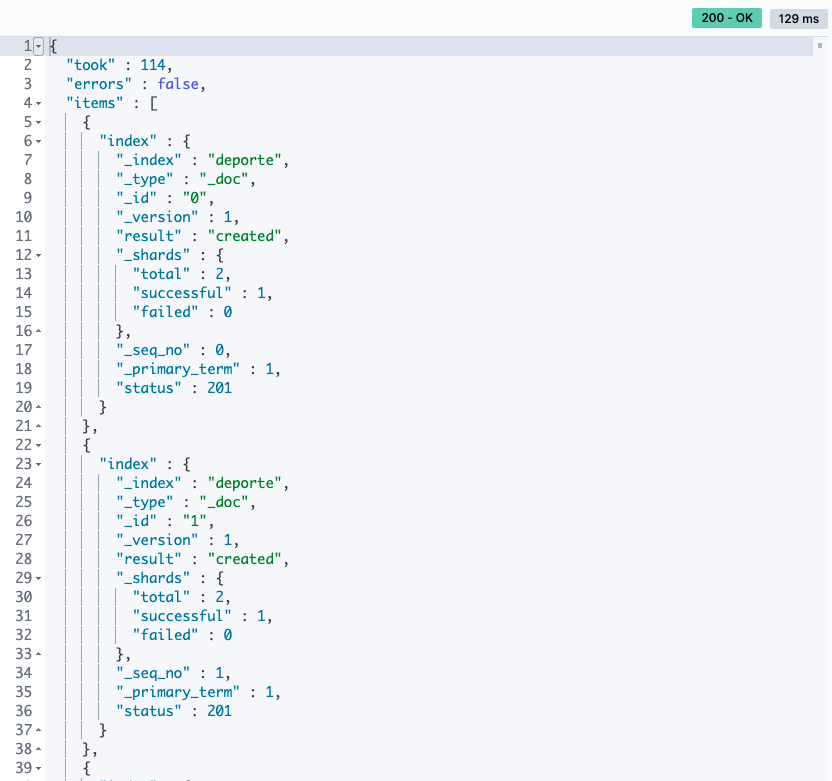 200 - OK 129 ms
1 {
2 "took" : 114,
3 "errors" : false,
4 "items" : [
5 {
6 "index" : {
7 "_index" : "deporte",
8 "_type" : "_doc",
9 "_id" : "0",
10 "_version" : 1,
11 "result" : "created",
12 "_shards" : {
13 "total" : 2,
14 "successful" : 1,
15 "failed" : 0
16 },
17 "_seq_no" : 0,
18 "_primary_term" : 1,
19 "status" : 201
20 }
21 },
22 {
23 "index" : {
24 "_index" : "deporte",
25 "_type" : "_doc",
26 "_id" : "1",
27 "_version" : 1,
28 "result" : "created",
29 "_shards" : {
30 "total" : 2,
31 "successful" : 1,
32 "failed" : 0
33 },
34 "_seq_no" : 1,
35 "_primary_term" : 1,
36 "status" : 201
37 }
38 },
39 {